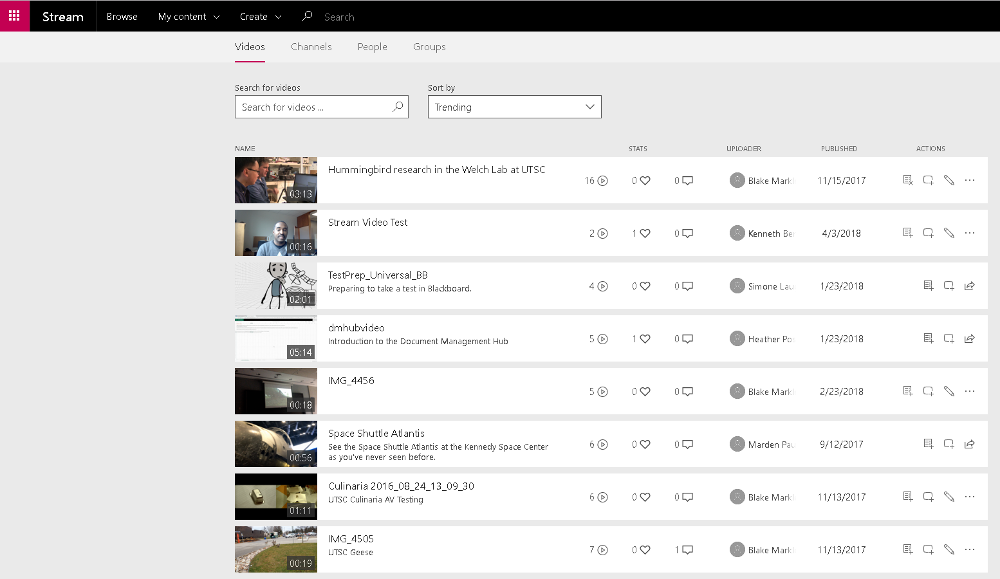 Stream Browse My content Create Search
Videos Channels People Groups
Search for videos Sort by
Search for videos ... Trending
NAME STATS UPLOADER PUBLISHED ACTIONS
Hummingbird research in the Welch Lab at UTSC
03:13 16 0 0 Blake Markl 11/15/2017
Stream Video Test
00:16 2 1 0 Kenneth Ber 4/3/2018
TestPrep_Universal_BB
Preparing to take a test in Blackboard.
02:01 4 0 0 Simone Lau 1/23/2018
dmhubvideo
Introduction to the Document Management Hub
05:14 5 1 0 Heather Pos 1/23/2018
IMG_4456
00:18 5 0 0 Blake Markl 2/23/2018
Space Shuttle Atlantis
See the Space Shuttle Atlantis at the Kennedy Space Center
as you've never seen before.
00:56 6 0 0 Marden Pau 9/12/2017
Culinaria 2016_08_24_13_09_30
UTSC Culinaria AV Testing
01:11 6 0 0 Blake Markl 11/13/2017
IMG_4505
UTSC Geese
00:19 7 0 1 Blake Markl 11/13/2017